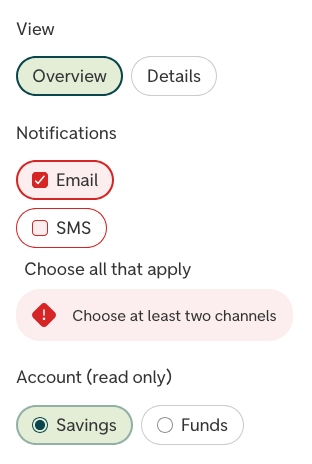 View
Overview
Details
Notifications
Email
SMS
Choose all that apply
Choose at least two channels
Account (read only)
Savings
Funds